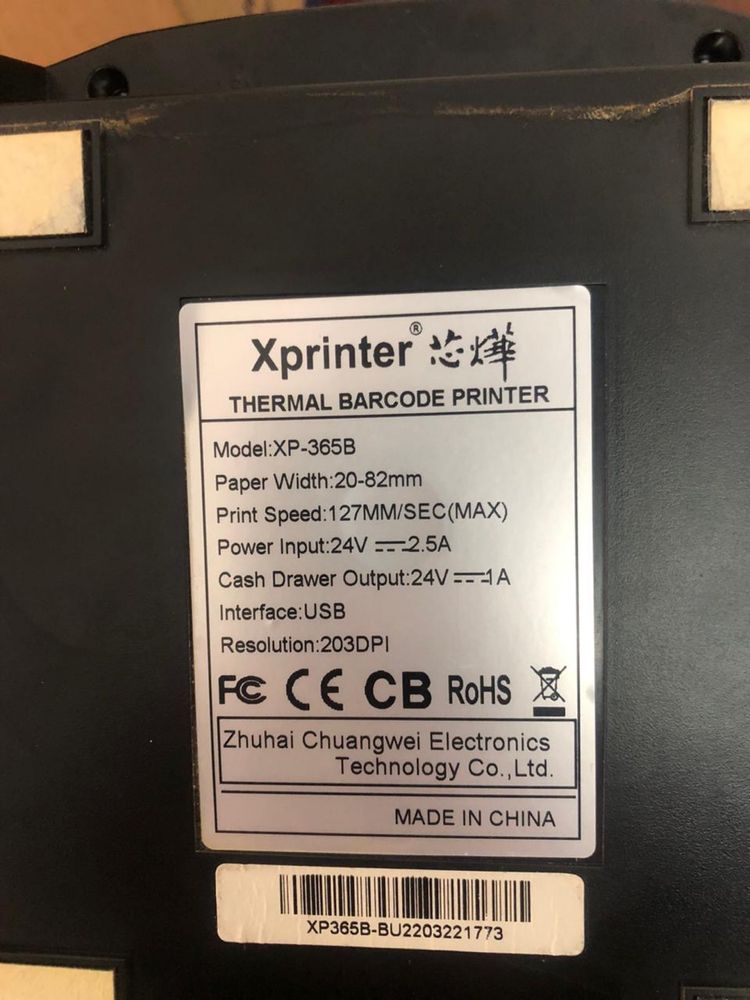 Xprinter® 芯烨
THERMAL BARCODE PRINTER
Model:XP-365B
Paper Width:20-82mm
Print Speed:127MM/SEC(MAX)
Power Input:24V ⎓2.5A
Cash Drawer Output:24V ⎓1A
Interface:USB
Resolution:203DPI
FC CE CB RoHS
Zhuhai Chuangwei Electronics
Technology Co.,Ltd.
MADE IN CHINA
XP365B-BU2203221773